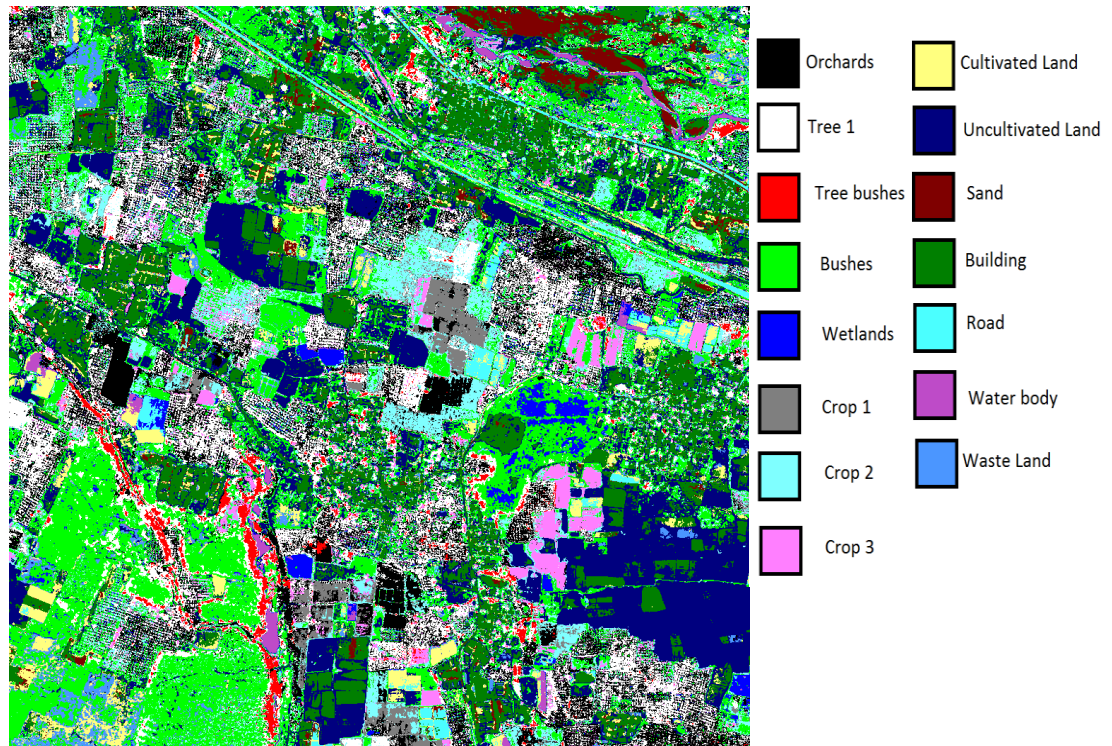 Orchards
Tree 1
Tree bushes
Bushes
Wetlands
Crop 1
Crop 2
Crop 3
Cultivated Land
Uncultivated Land
Sand
Building
Road
Water body
Waste Land